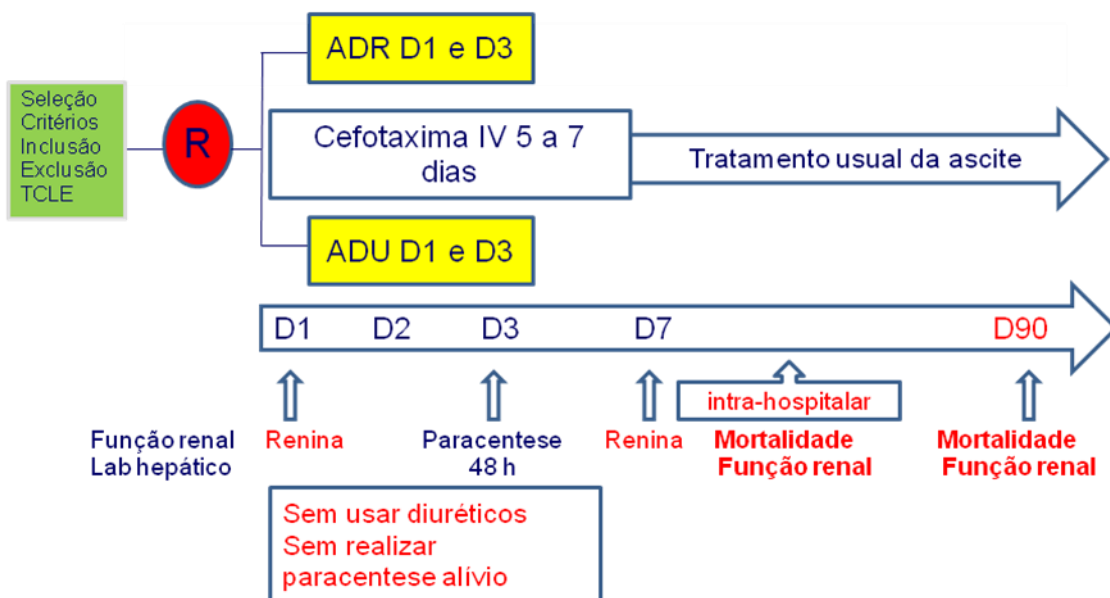 ADR D1 e D3
Seleção
Critérios
Inclusão
Exclusão
TCLE
R
Cefotaxima IV 5 a 7
dias
Tratamento usual da ascite
ADU D1 e D3
D1 D2 D3 D7 D90
intra-hospitalar
Função renal
Lab hepático
Renina
Paracentese
48 h
Renina
Mortalidade
Função renal
Mortalidade
Função renal
Sem usar diuréticos
Sem realizar
paracentese alívio